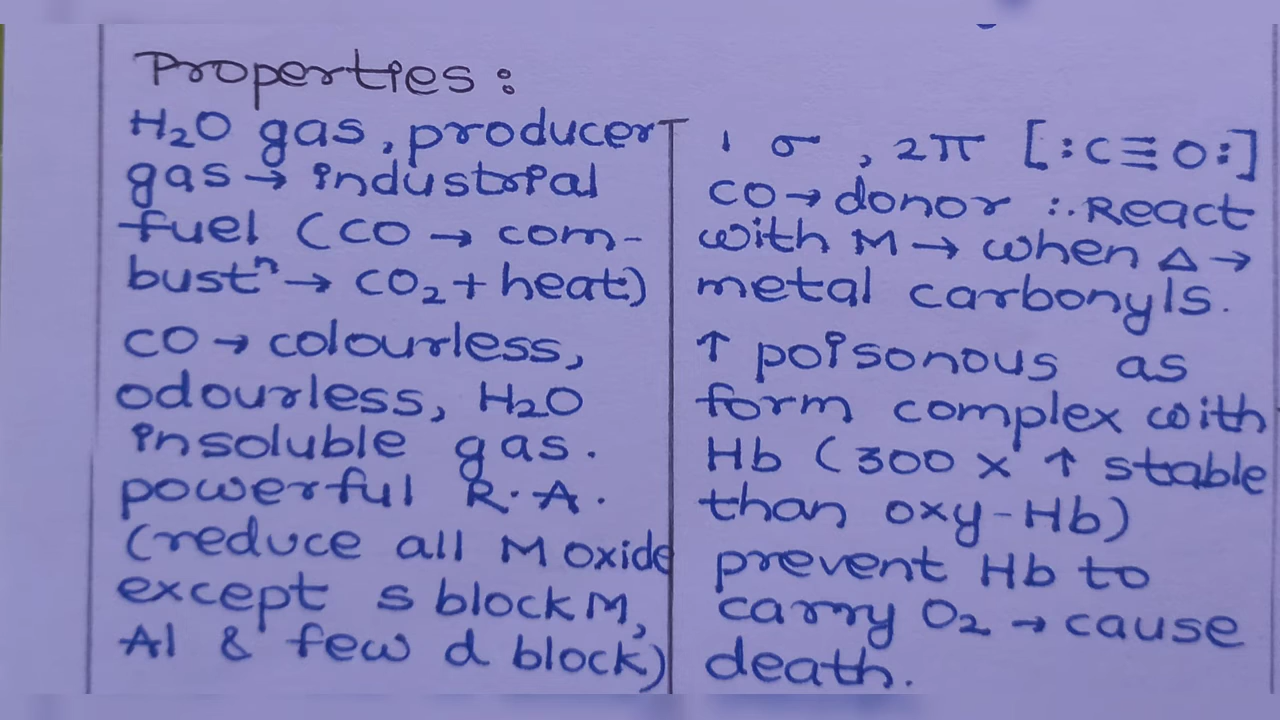 Properties :
H₂O gas, producer
gas → industrial
fuel (CO → com-
bustⁿ → CO₂ + heat)
CO → colourless,
odourless, H₂O
insoluble gas.
powerful R.A.
(reduce all M oxide
except s block M,
Al & few d block)
1 σ , 2π [:C≡O:]
CO → donor ∴ React
with M → when Δ →
metal carbonyls.
↑ poisonous as
form complex with
Hb (300 x ↑ stable
than oxy-Hb)
prevent Hb to
carry O₂ → cause
death.